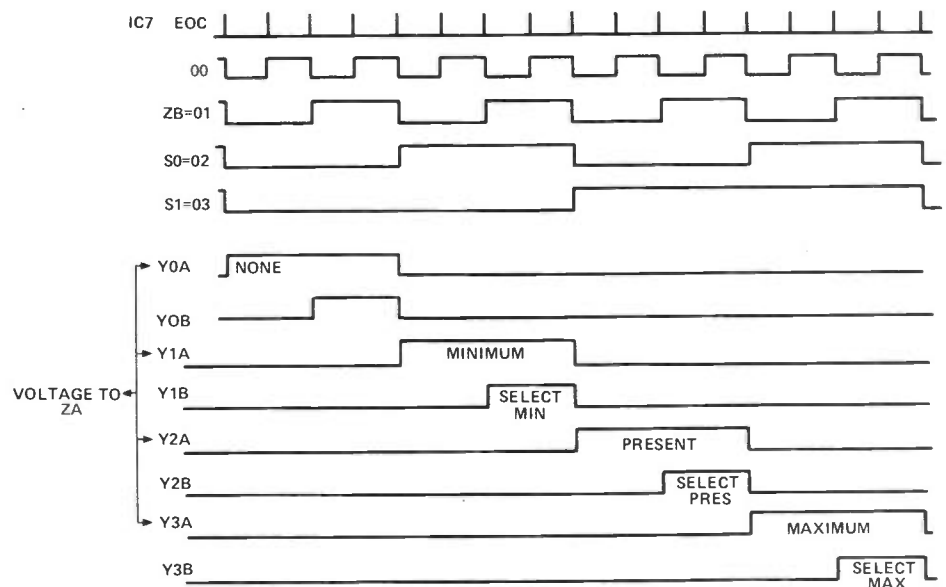 IC7 EOC
00
ZB=01
S0=02
S1=03
Y0A NONE
Y0B
Y1A MINIMUM
VOLTAGE TO
ZA
Y1B SELECT
MIN
Y2A PRESENT
Y2B SELECT
PRES
Y3A MAXIMUM
Y3B SELECT
MAX